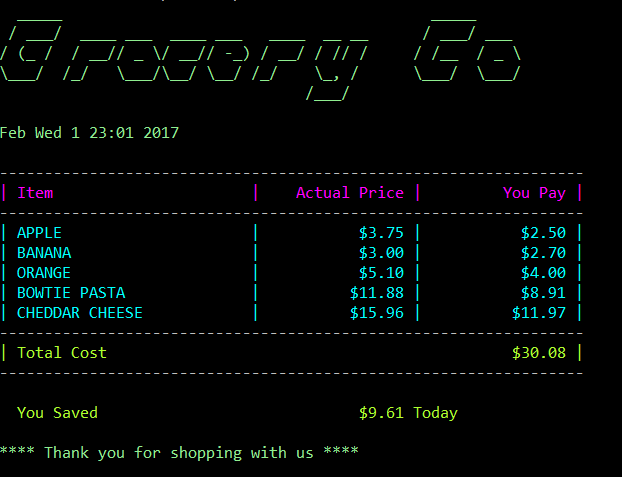 Grocery Co
Feb Wed 1 23:01 2017
Item Actual Price You Pay
APPLE $3.75 $2.50
BANANA $3.00 $2.70
ORANGE $5.10 $4.00
BOWTIE PASTA $11.88 $8.91
CHEDDAR CHEESE $15.96 $11.97
Total Cost $30.08
You Saved $9.61 Today
**** Thank you for shopping with us ****